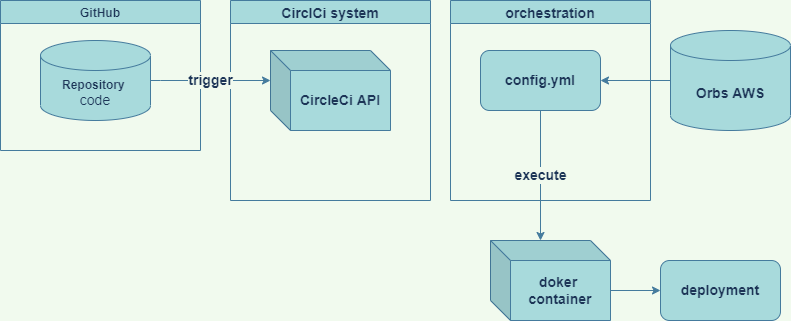 GitHub
CirclCi system
orchestration
Repository
code
trigger
CircleCi API
config.yml
Orbs AWS
execute
doker
container
deployment